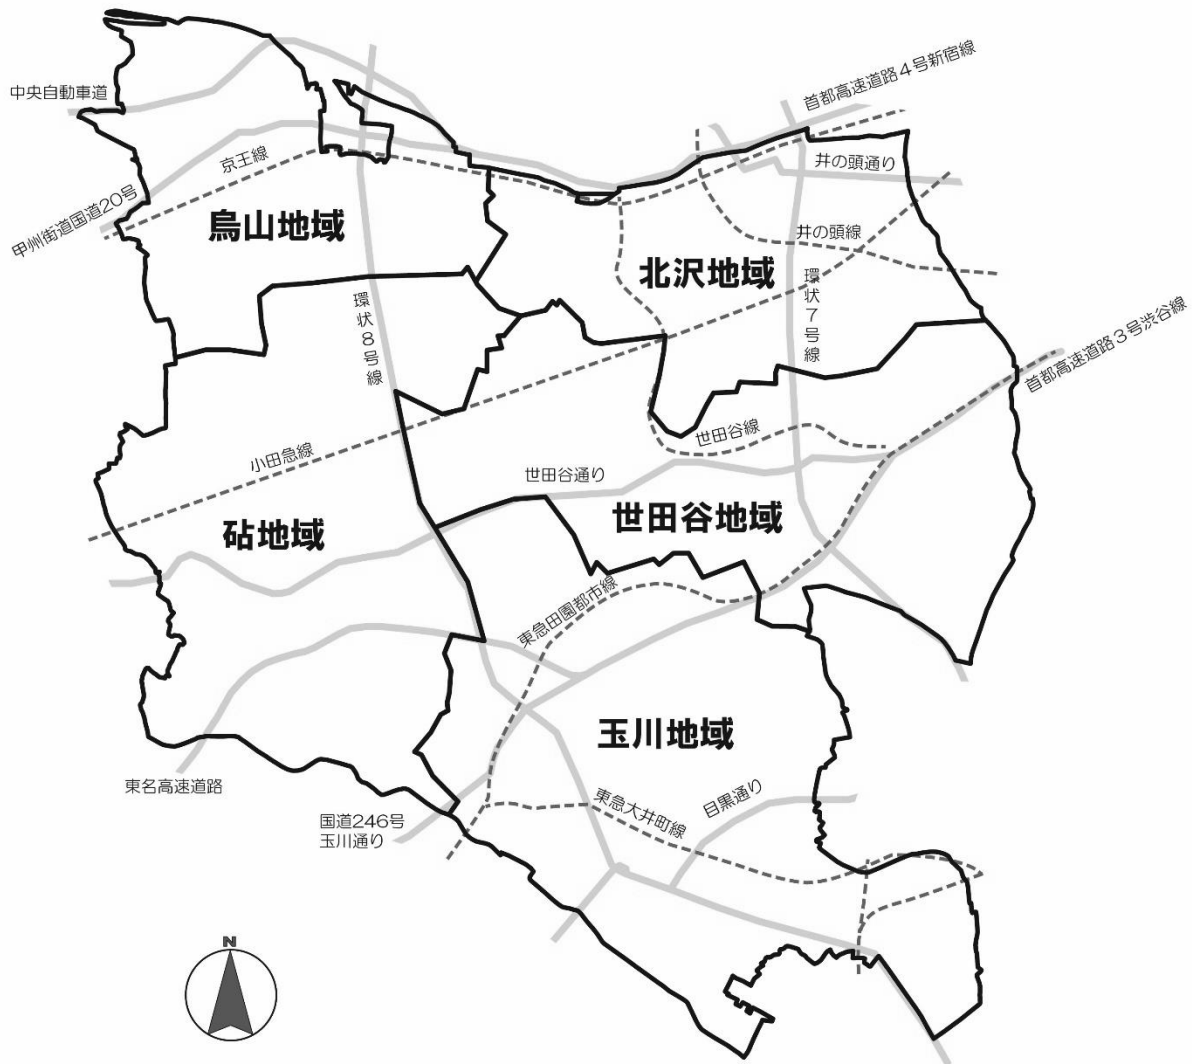 首都高速道路4号新宿線
中央自動車道
井の頭通り
京王線
甲州街道国道20号
烏山地域
井の頭線
北沢地域
環状8号線
環状7号線
首都高速道路3号渋谷線
世田谷線
小田急線
世田谷通り
世田谷地域
砧地域
東急田園都市線
玉川地域
東名高速道路
目黒通り
東急大井町線
国道246号
玉川通り
N